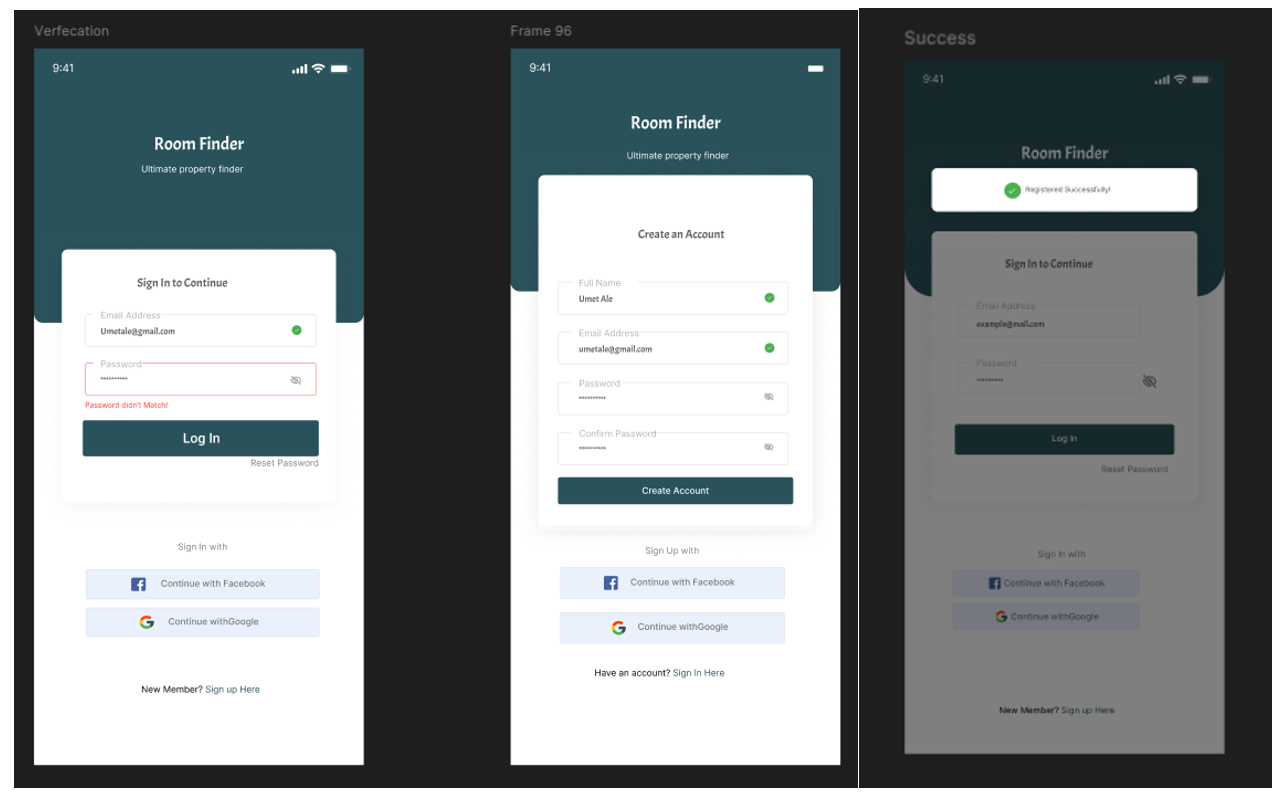 Verfecation
9:41
Room Finder
Ultimate property finder
Sign In to Continue
Email Address
Umetale@gmail.com
Password
**********
Password didn't Match!
Log In
Reset Password
Sign In with
Continue with Facebook
Continue withGoogle
New Member? Sign up Here
Frame 96
9:41
Room Finder
Ultimate property finder
Create an Account
Full Name
Umet Ale
Email Address
umetale@gmail.com
Password
**********
Confirm Password
**********
Create Account
Sign Up with
Continue with Facebook
Continue withGoogle
Have an account? Sign In Here
Success
9:41
Room Finder
Registered Successfully!
Sign In to Continue
Email Address
example@mail.com
Password
*********
Log In
Reset Password
Sign In with
Continue with Facebook
Continue withGoogle
New Member? Sign up Here